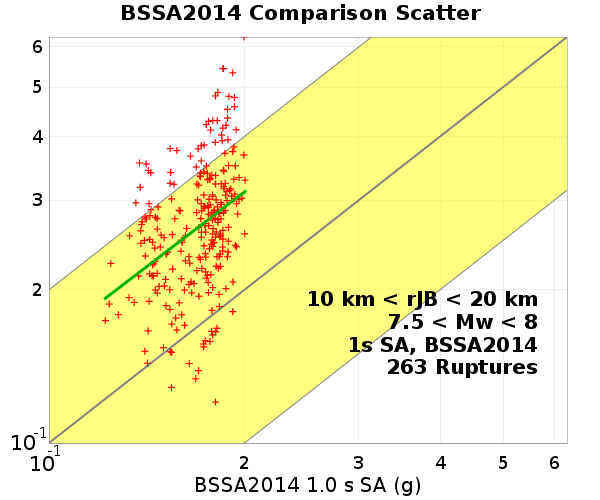 BSSA2014 Comparison Scatter
6
5
4
3
2
10 km < rJB < 20 km
7.5 < Mw < 8
1s SA, BSSA2014
263 Ruptures
10-1
10-1
2
3
4
5
6
BSSA2014 1.0 s SA (g)